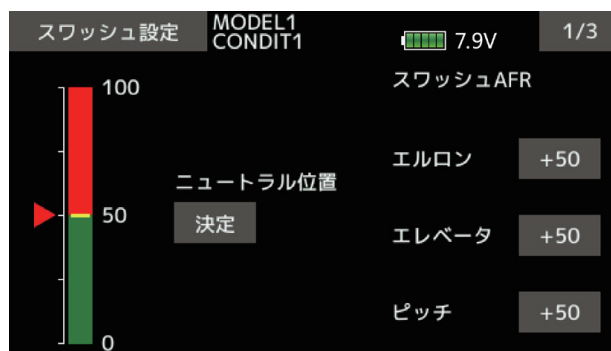 スワッシュ設定
MODEL1
CONDIT1
7.9V
1/3
100
50
0
ニュートラル位置
決定
スワッシュAFR
エルロン +50
エレベータ +50
ピッチ +50